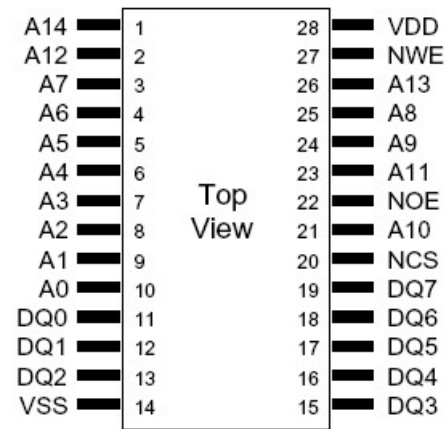 A14 1 28 VDD
A12 2 27 NWE
A7 3 26 A13
A6 4 25 A8
A5 5 24 A9
A4 6 23 A11
A3 7 Top 22 NOE
A2 8 View 21 A10
A1 9 20 NCS
A0 10 19 DQ7
DQ0 11 18 DQ6
DQ1 12 17 DQ5
DQ2 13 16 DQ4
VSS 14 15 DQ3